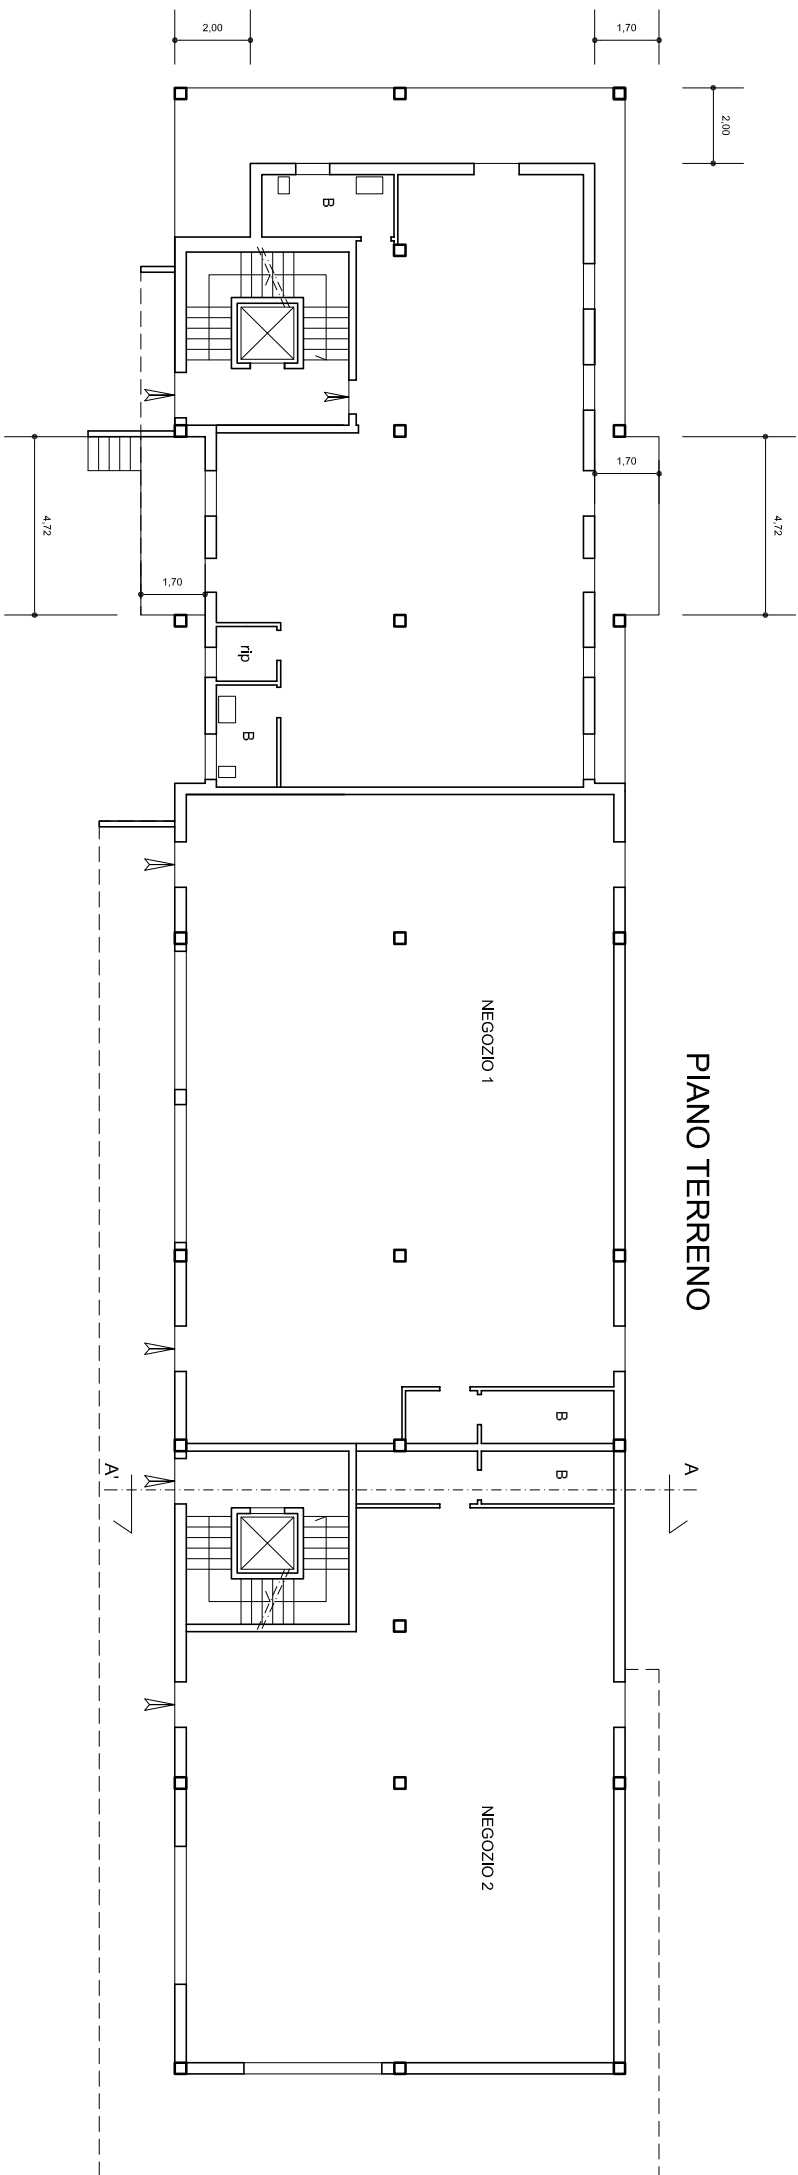 2,00
1,70
2,00
B
1,70
4,72
4,72
1,70
rip
B
NEGOZIO 1
PIANO TERRENO
B
B
A'
A
NEGOZIO 2